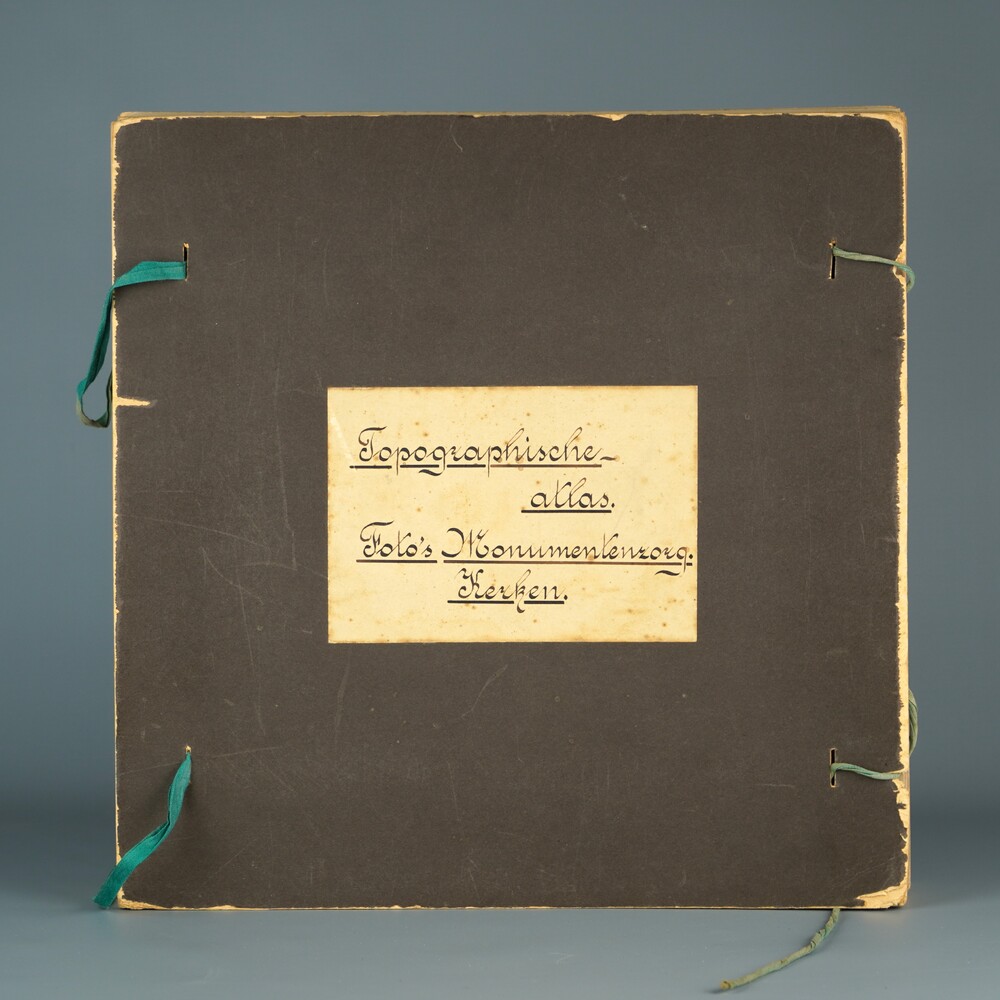 Topographische-
atlas.
Foto's Monumentenzorg.
Kerken.